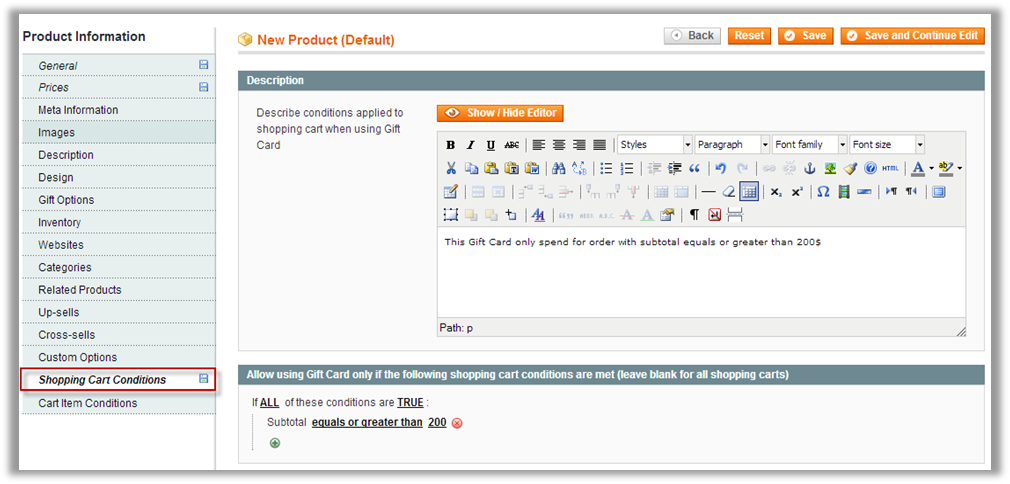 Product Information
General
Prices
Meta Information
Images
Description
Design
Gift Options
Inventory
Websites
Categories
Related Products
Up-sells
Cross-sells
Custom Options
Shopping Cart Conditions
Cart Item Conditions
New Product (Default)
Back Reset Save Save and Continue Edit
Description
Describe conditions applied to
shopping cart when using Gift
Card
Show / Hide Editor
B I U ABC Styles Paragraph Font family Font size
HTML A ab
This Gift Card only spend for order with subtotal equals or greater than 200$
Path: p
Allow using Gift Card only if the following shopping cart conditions are met (leave blank for all shopping carts)
If ALL of these conditions are TRUE :
Subtotal equals or greater than 200